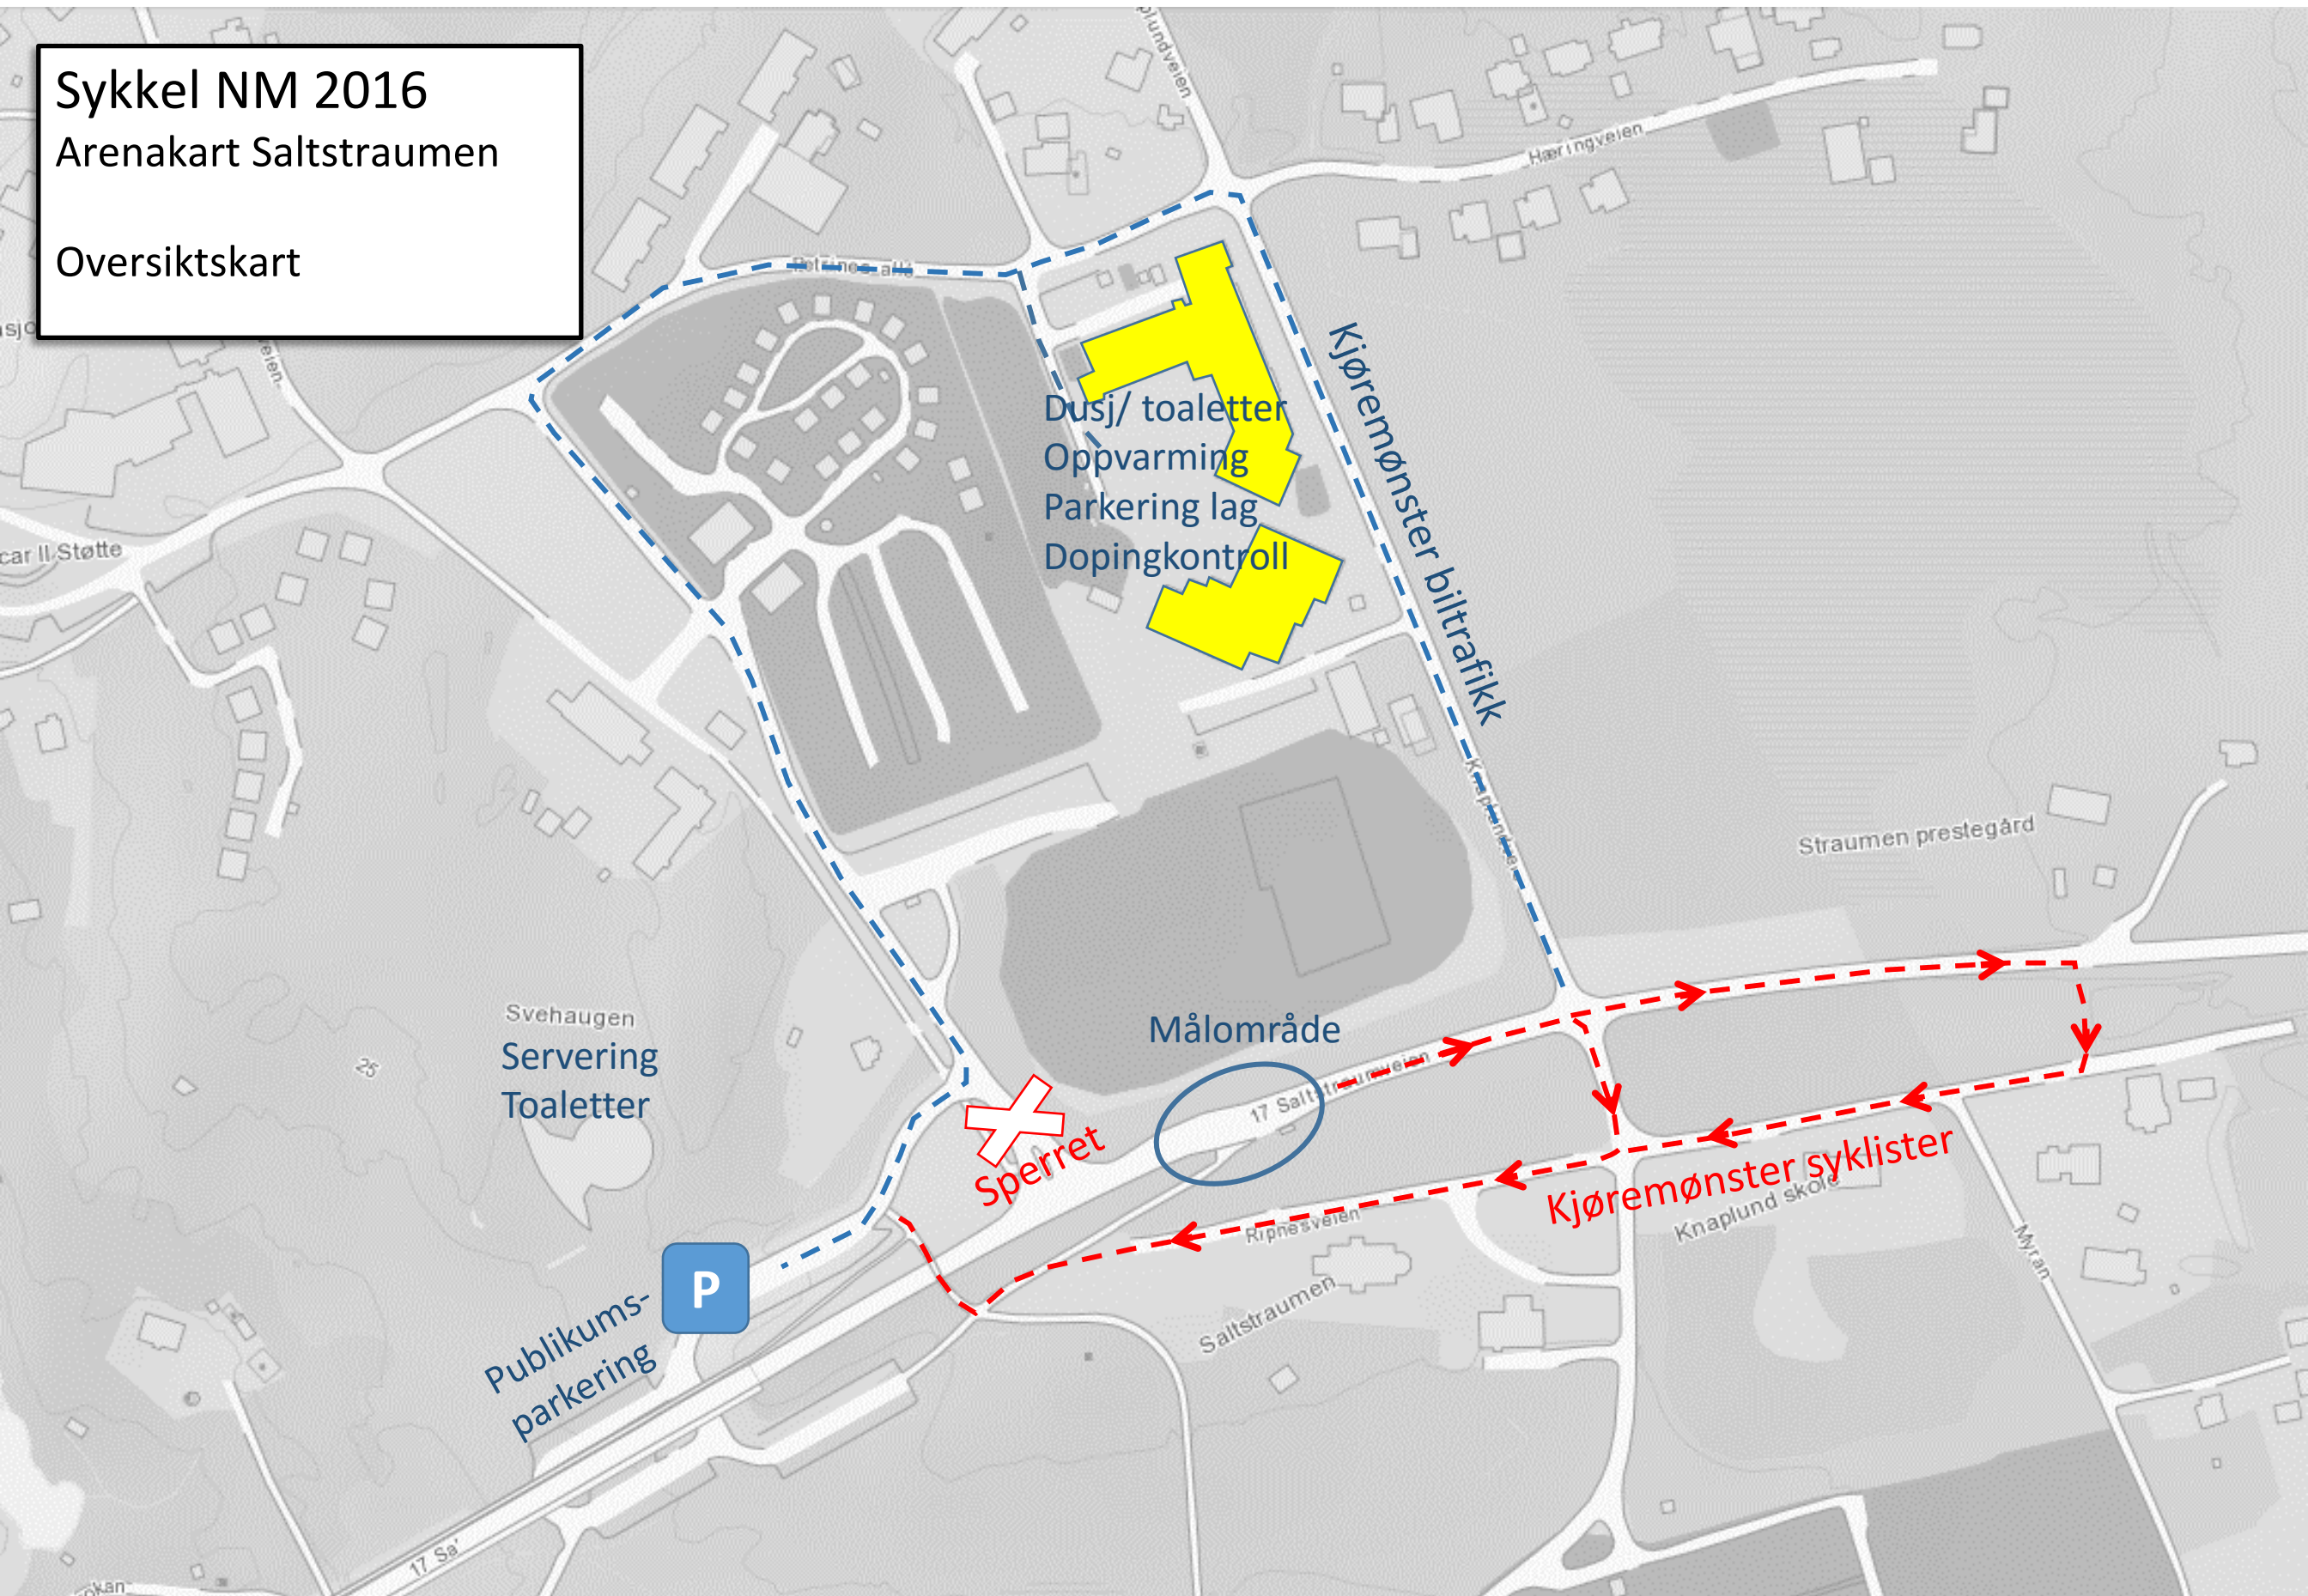 Sykkel NM 2016
Arenakart Saltstraumen
Oversiktskart
Hæringveien
Kjøremønster biltrafikk
Dusj/ toaletter
Oppvarming
Parkering lag
Dopingkontroll
car II Støtte
veien
Straumen prestegård
Svehaugen
Servering
Toaletter
25
Målområde
17 Saltstraumveien
Sperret
Kjøremønster syklister
Knaplund skole
Ripnesveien
Saltstraumen
Myran
P
Publikums-
parkering
17 Sa